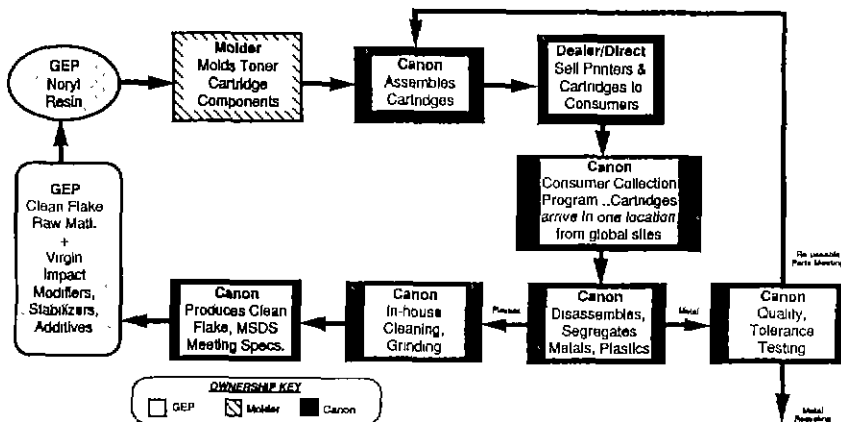 GEP
Noryl
Resin
Molder
Molds Toner
Cartridge
Components
Canon
Assembles
Cartridges
Dealer/Direct
Sell Printers &
Cartridges to
Consumers
Canon
Consumer Collection
Program ..Cartridges
arrive in one location
from global sites
GEP
Clean Flake
Raw Matl.
+
Virgin
Impact
Modifiers,
Stabilizers,
Additives
Canon
Produces Clean
Flake, MSDS
Meeting Specs.
Canon
In-house
Cleaning,
Grinding
Plastics
Canon
Disassembles,
Segregates
Metals, Plastics
Metal
Canon
Quality,
Tolerance
Testing
Parts Meeting
Metal
Recycling
OWNERSHIP KEY
GEP
Molder
Canon